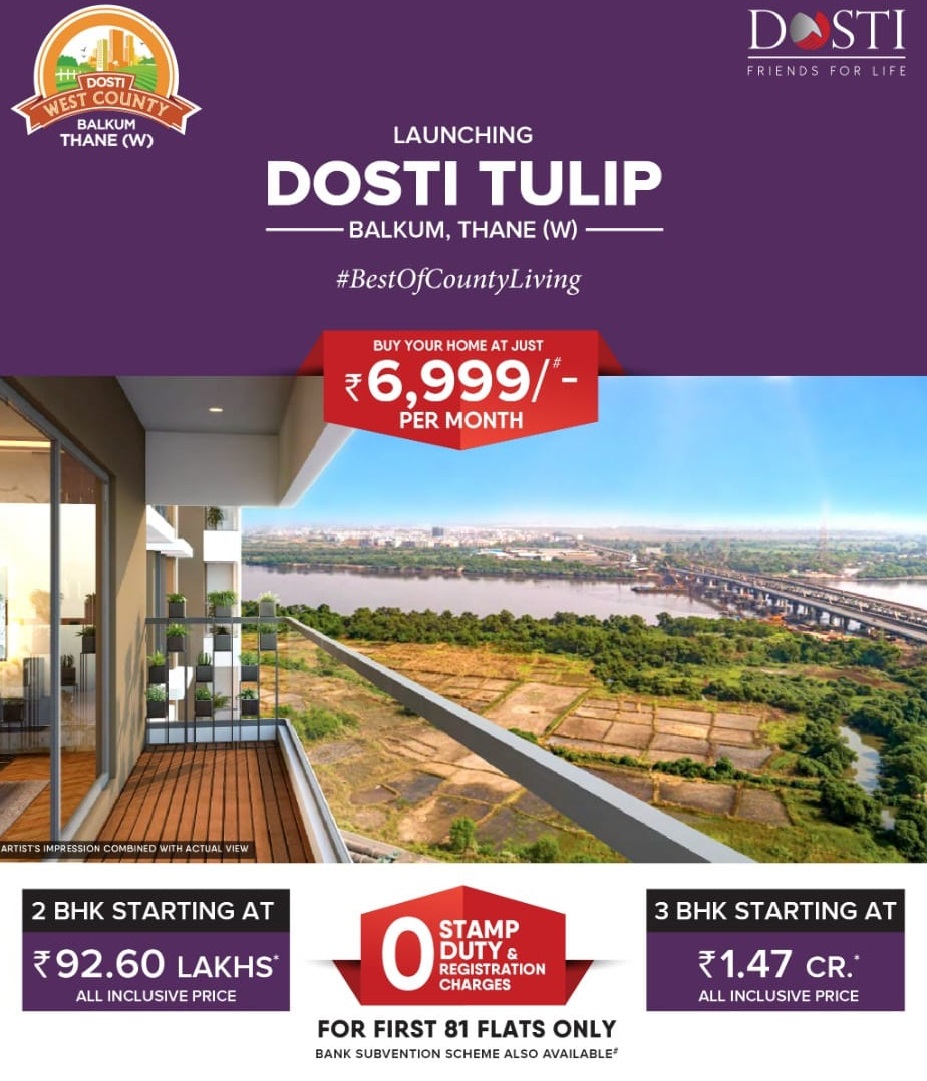 DOSTI
WEST COUNTY
BALKUM
THANE (W)
DOSTI
FRIENDS FOR LIFE
LAUNCHING
DOSTI TULIP
BALKUM, THANE (W)
#BestOfCountyLiving
BUY YOUR HOME AT JUST
₹6,999/#-
PER MONTH
ARTIST'S IMPRESSION COMBINED WITH ACTUAL VIEW
2 BHK STARTING AT
₹92.60 LAKHS*
ALL INCLUSIVE PRICE
0 STAMP
DUTY &
REGISTRATION
CHARGES
FOR FIRST 81 FLATS ONLY
BANK SUBVENTION SCHEME ALSO AVAILABLE#
3 BHK STARTING AT
₹1.47 CR.*
ALL INCLUSIVE PRICE